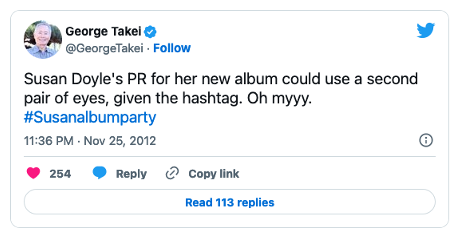 George Takei
@GeorgeTakei · Follow
Susan Doyle's PR for her new album could use a second
pair of eyes, given the hashtag. Oh myyy.
#Susanalbumparty
11:36 PM · Nov 25, 2012
254 Reply Copy link
Read 113 replies